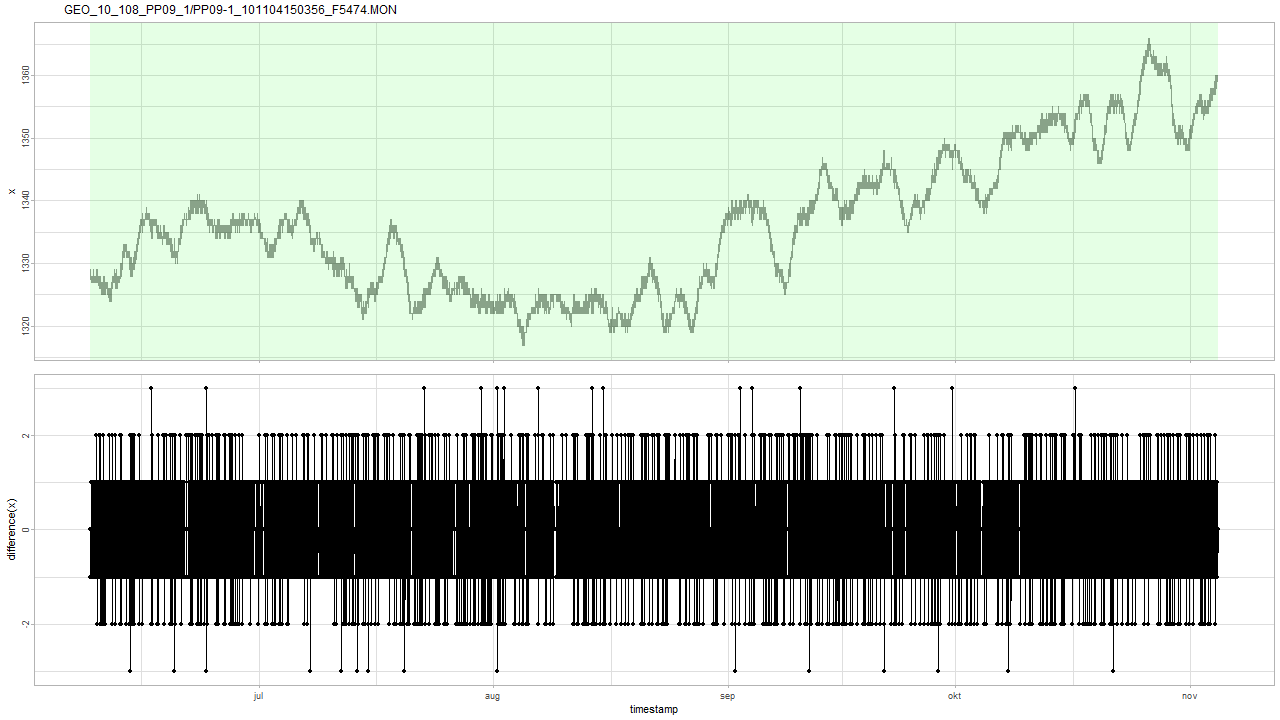 GEO_10_108_PP09_1/PP09-1_101104150356_F5474.MON
1360
1350
1340
1330
1320
x
2
0
-2
difference(x)
jul
aug
sep
okt
nov
timestamp